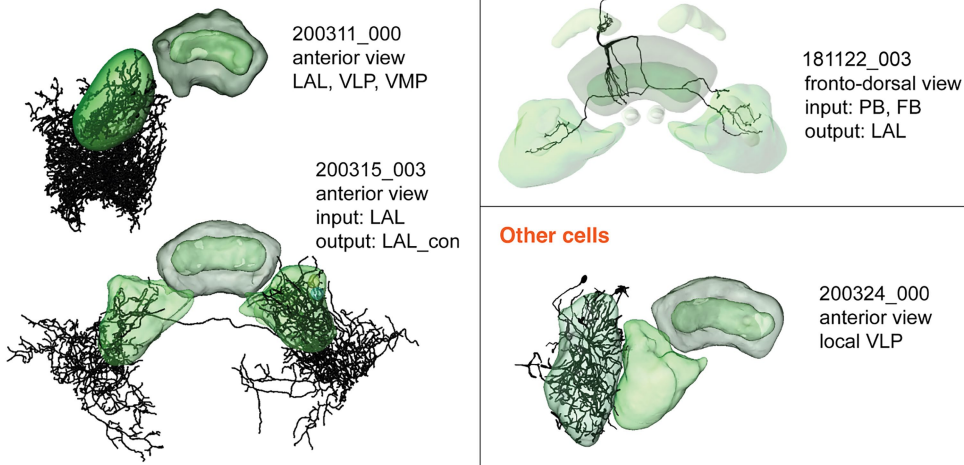 200311_000
anterior view
LAL, VLP, VMP
200315_003
anterior view
input: LAL
output: LAL_con
181122_003
fronto-dorsal view
input: PB, FB
output: LAL
Other cells
200324_000
anterior view
local VLP